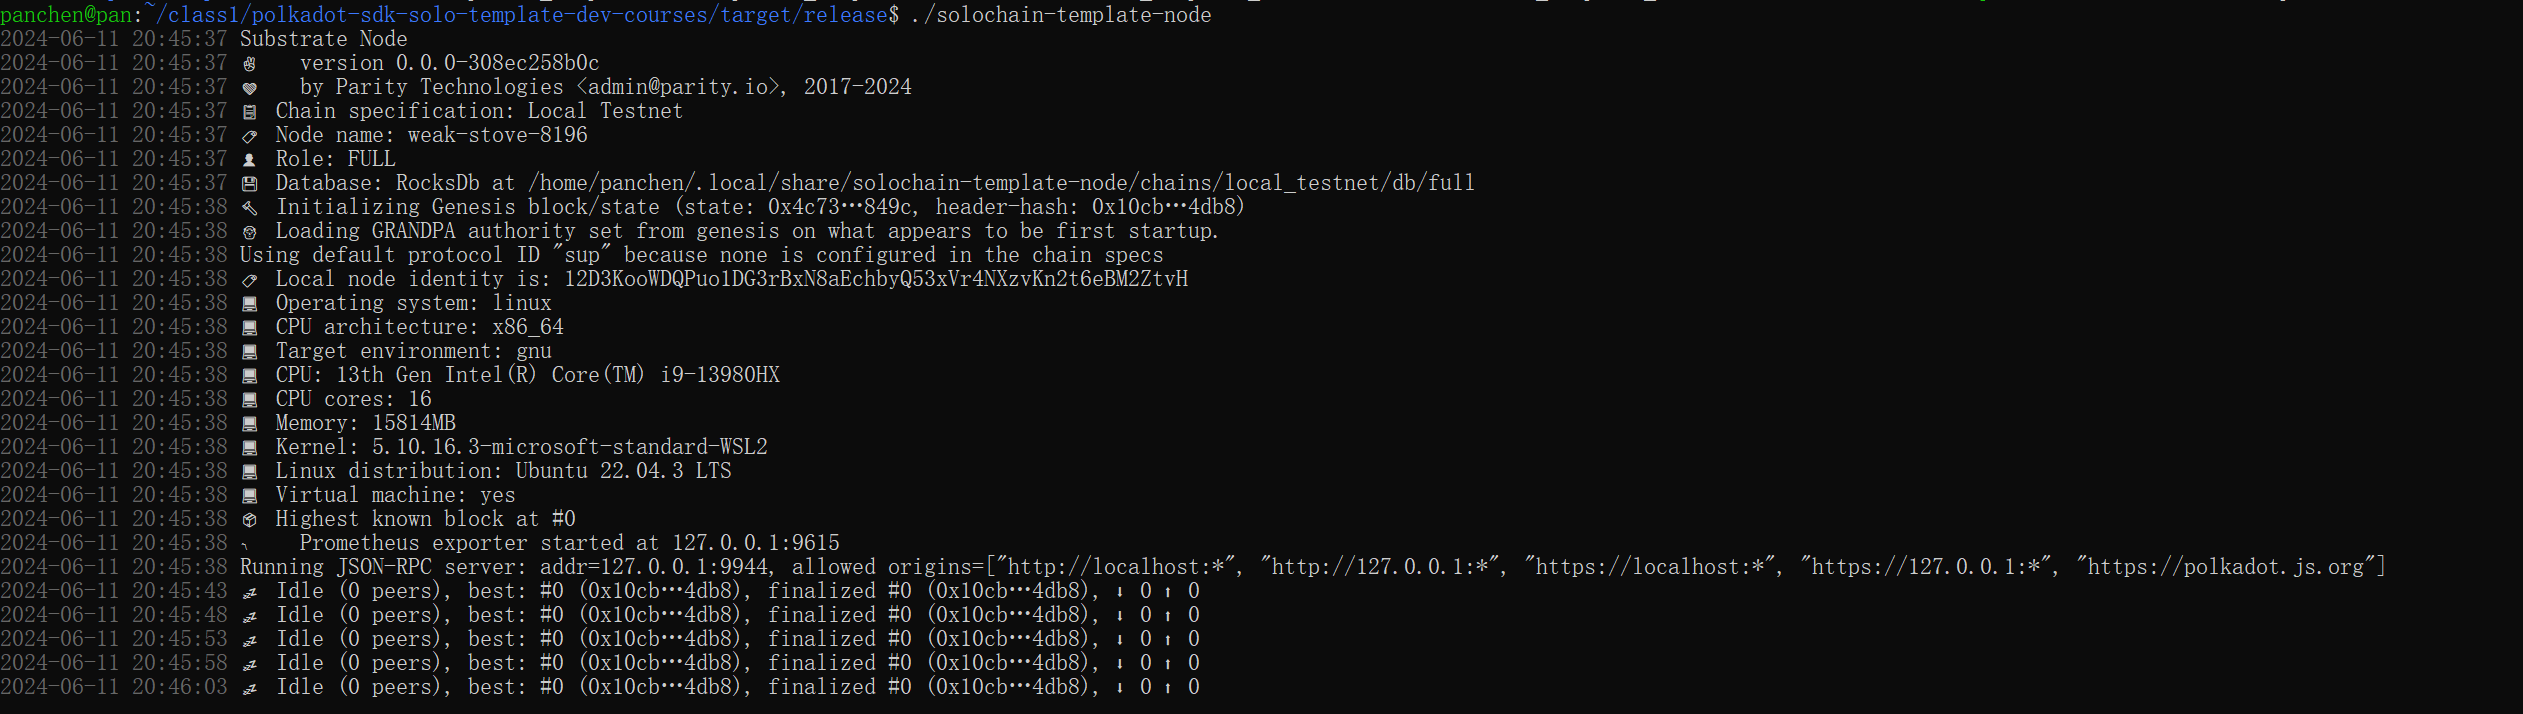 panchen@pan:~/class1/polkadot-sdk-solo-template-dev-courses/target/release$ ./solochain-template-node
2024-06-11 20:45:37 Substrate Node
2024-06-11 20:45:37 ✌️  version 0.0.0-308ec258b0c
2024-06-11 20:45:37 ❤️  by Parity Technologies <admin@parity.io>, 2017-2024
2024-06-11 20:45:37 📋 Chain specification: Local Testnet
2024-06-11 20:45:37 🏷 Node name: weak-stove-8196
2024-06-11 20:45:37 👤 Role: FULL
2024-06-11 20:45:37 💾 Database: RocksDb at /home/panchen/.local/share/solochain-template-node/chains/local_testnet/db/full
2024-06-11 20:45:38 🔨 Initializing Genesis block/state (state: 0x4c73…849c, header-hash: 0x10cb…4db8)
2024-06-11 20:45:38 👴 Loading GRANDPA authority set from genesis on what appears to be first startup.
2024-06-11 20:45:38 Using default protocol ID "sup" because none is configured in the chain specs
2024-06-11 20:45:38 🏷 Local node identity is: 12D3KooWDQPuo1DG3rBxN8aEchbyQ53xVr4NXzvKn2t6eBM2ZtvH
2024-06-11 20:45:38 💻 Operating system: linux
2024-06-11 20:45:38 💻 CPU architecture: x86_64
2024-06-11 20:45:38 💻 Target environment: gnu
2024-06-11 20:45:38 💻 CPU: 13th Gen Intel(R) Core(TM) i9-13980HX
2024-06-11 20:45:38 💻 CPU cores: 16
2024-06-11 20:45:38 💻 Memory: 15814MB
2024-06-11 20:45:38 💻 Kernel: 5.10.16.3-microsoft-standard-WSL2
2024-06-11 20:45:38 💻 Linux distribution: Ubuntu 22.04.3 LTS
2024-06-11 20:45:38 💻 Virtual machine: yes
2024-06-11 20:45:38 📦 Highest known block at #0
2024-06-11 20:45:38 〽️ Prometheus exporter started at 127.0.0.1:9615
2024-06-11 20:45:38 Running JSON-RPC server: addr=127.0.0.1:9944, allowed origins=["http://localhost:*", "http://127.0.0.1:*", "https://localhost:*", "https://127.0.0.1:*", "https://polkadot.js.org"]
2024-06-11 20:45:43 💤 Idle (0 peers), best: #0 (0x10cb…4db8), finalized #0 (0x10cb…4db8), ⬇ 0 ⬆ 0
2024-06-11 20:45:48 💤 Idle (0 peers), best: #0 (0x10cb…4db8), finalized #0 (0x10cb…4db8), ⬇ 0 ⬆ 0
2024-06-11 20:45:53 💤 Idle (0 peers), best: #0 (0x10cb…4db8), finalized #0 (0x10cb…4db8), ⬇ 0 ⬆ 0
2024-06-11 20:45:58 💤 Idle (0 peers), best: #0 (0x10cb…4db8), finalized #0 (0x10cb…4db8), ⬇ 0 ⬆ 0
2024-06-11 20:46:03 💤 Idle (0 peers), best: #0 (0x10cb…4db8), finalized #0 (0x10cb…4db8), ⬇ 0 ⬆ 0